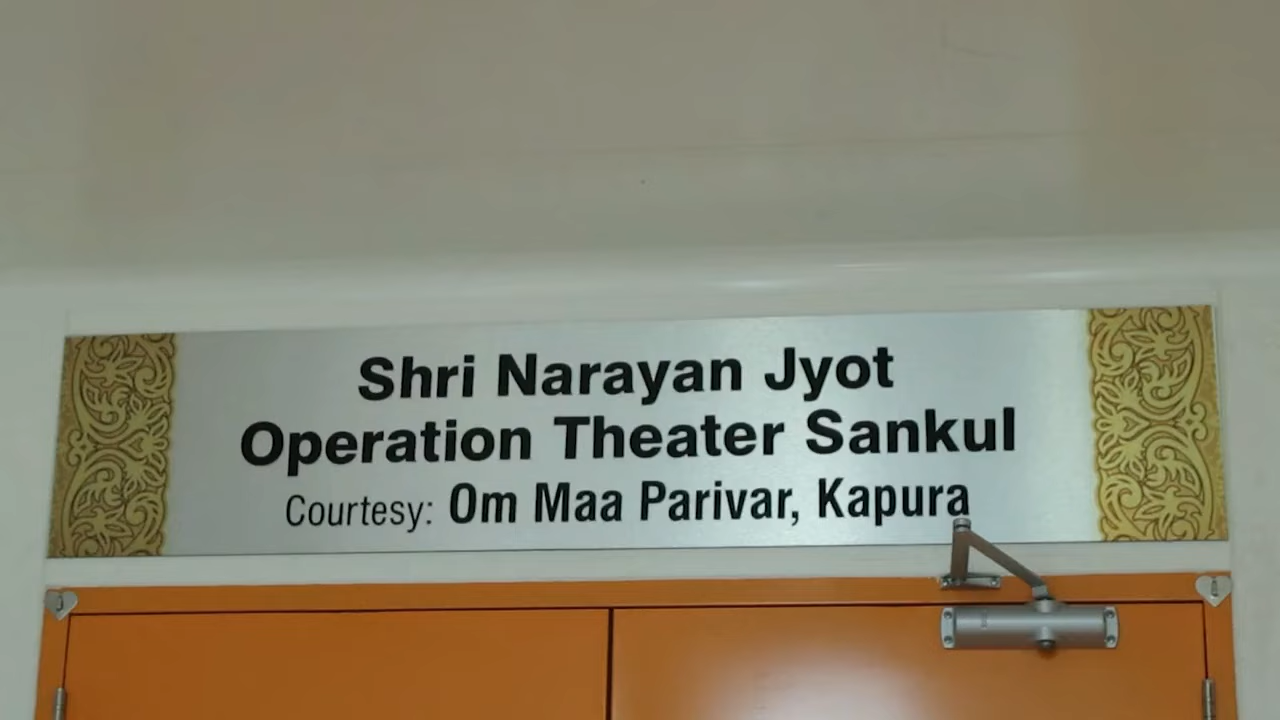 Shri Narayan Jyot
Operation Theater Sankul
Courtesy: Om Maa Parivar, Kapura